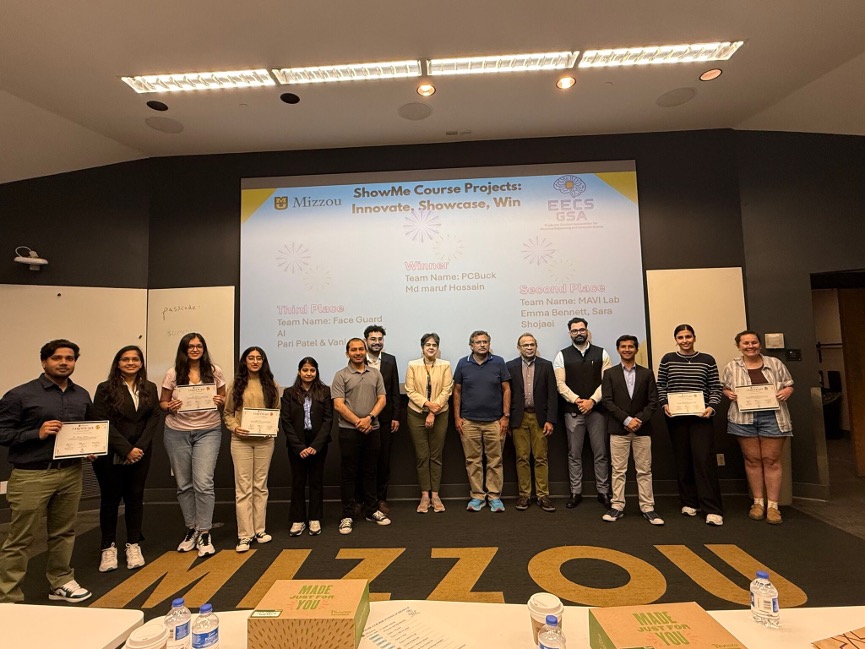 ShowMe Course Projects:
Innovate, Showcase, Win
Mizzou
EECS
GSA
Winner
Team Name: PCBuck
Md maruf Hossain
Third Place
Team Name: Face Guard
AI
Pari Patel &
Second Place
Team Name: MAVI Lab
Emma Bennett, Sara
Shojaei
MIZZOU
MADE
JUST FOR
YOU
MADE
JUST FOR
YOU